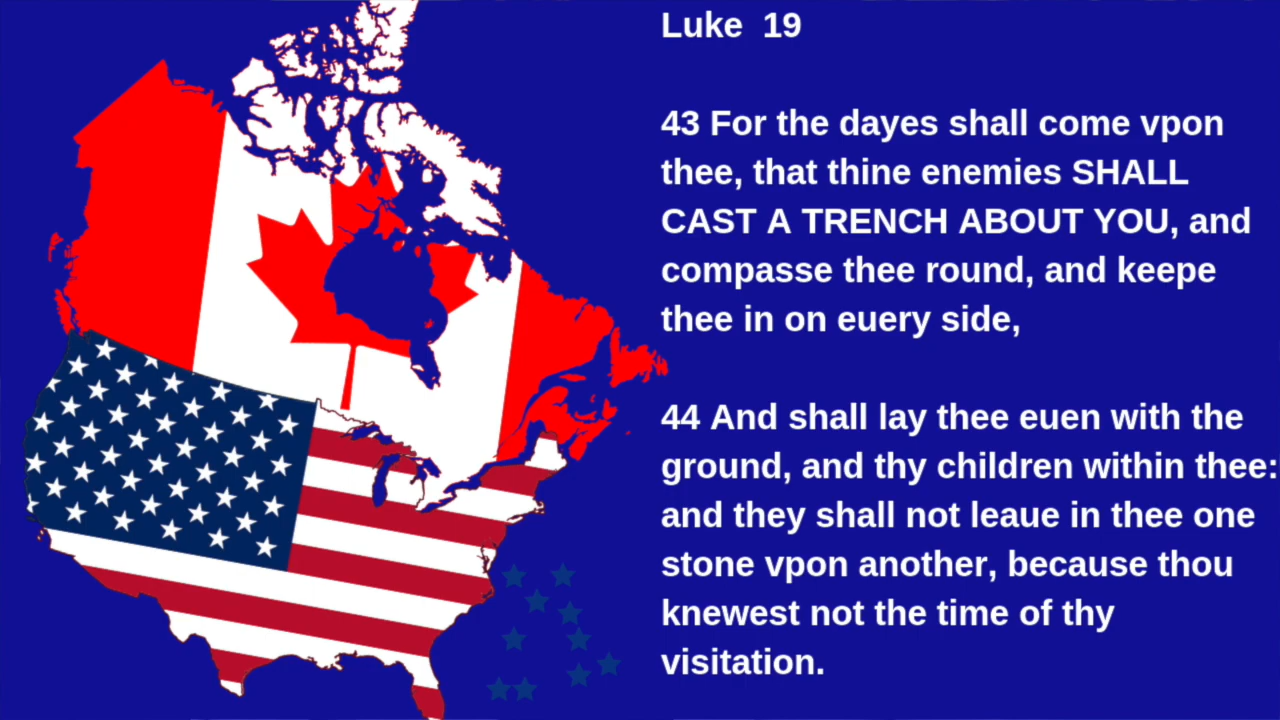 Luke  19
43 For the dayes shall come vpon
thee, that thine enemies SHALL
CAST A TRENCH ABOUT YOU, and
compasse thee round, and keepe
thee in on euery side,
44 And shall lay thee euen with the
ground, and thy children within thee:
and they shall not leaue in thee one
stone vpon another, because thou
knewest not the time of thy
visitation.